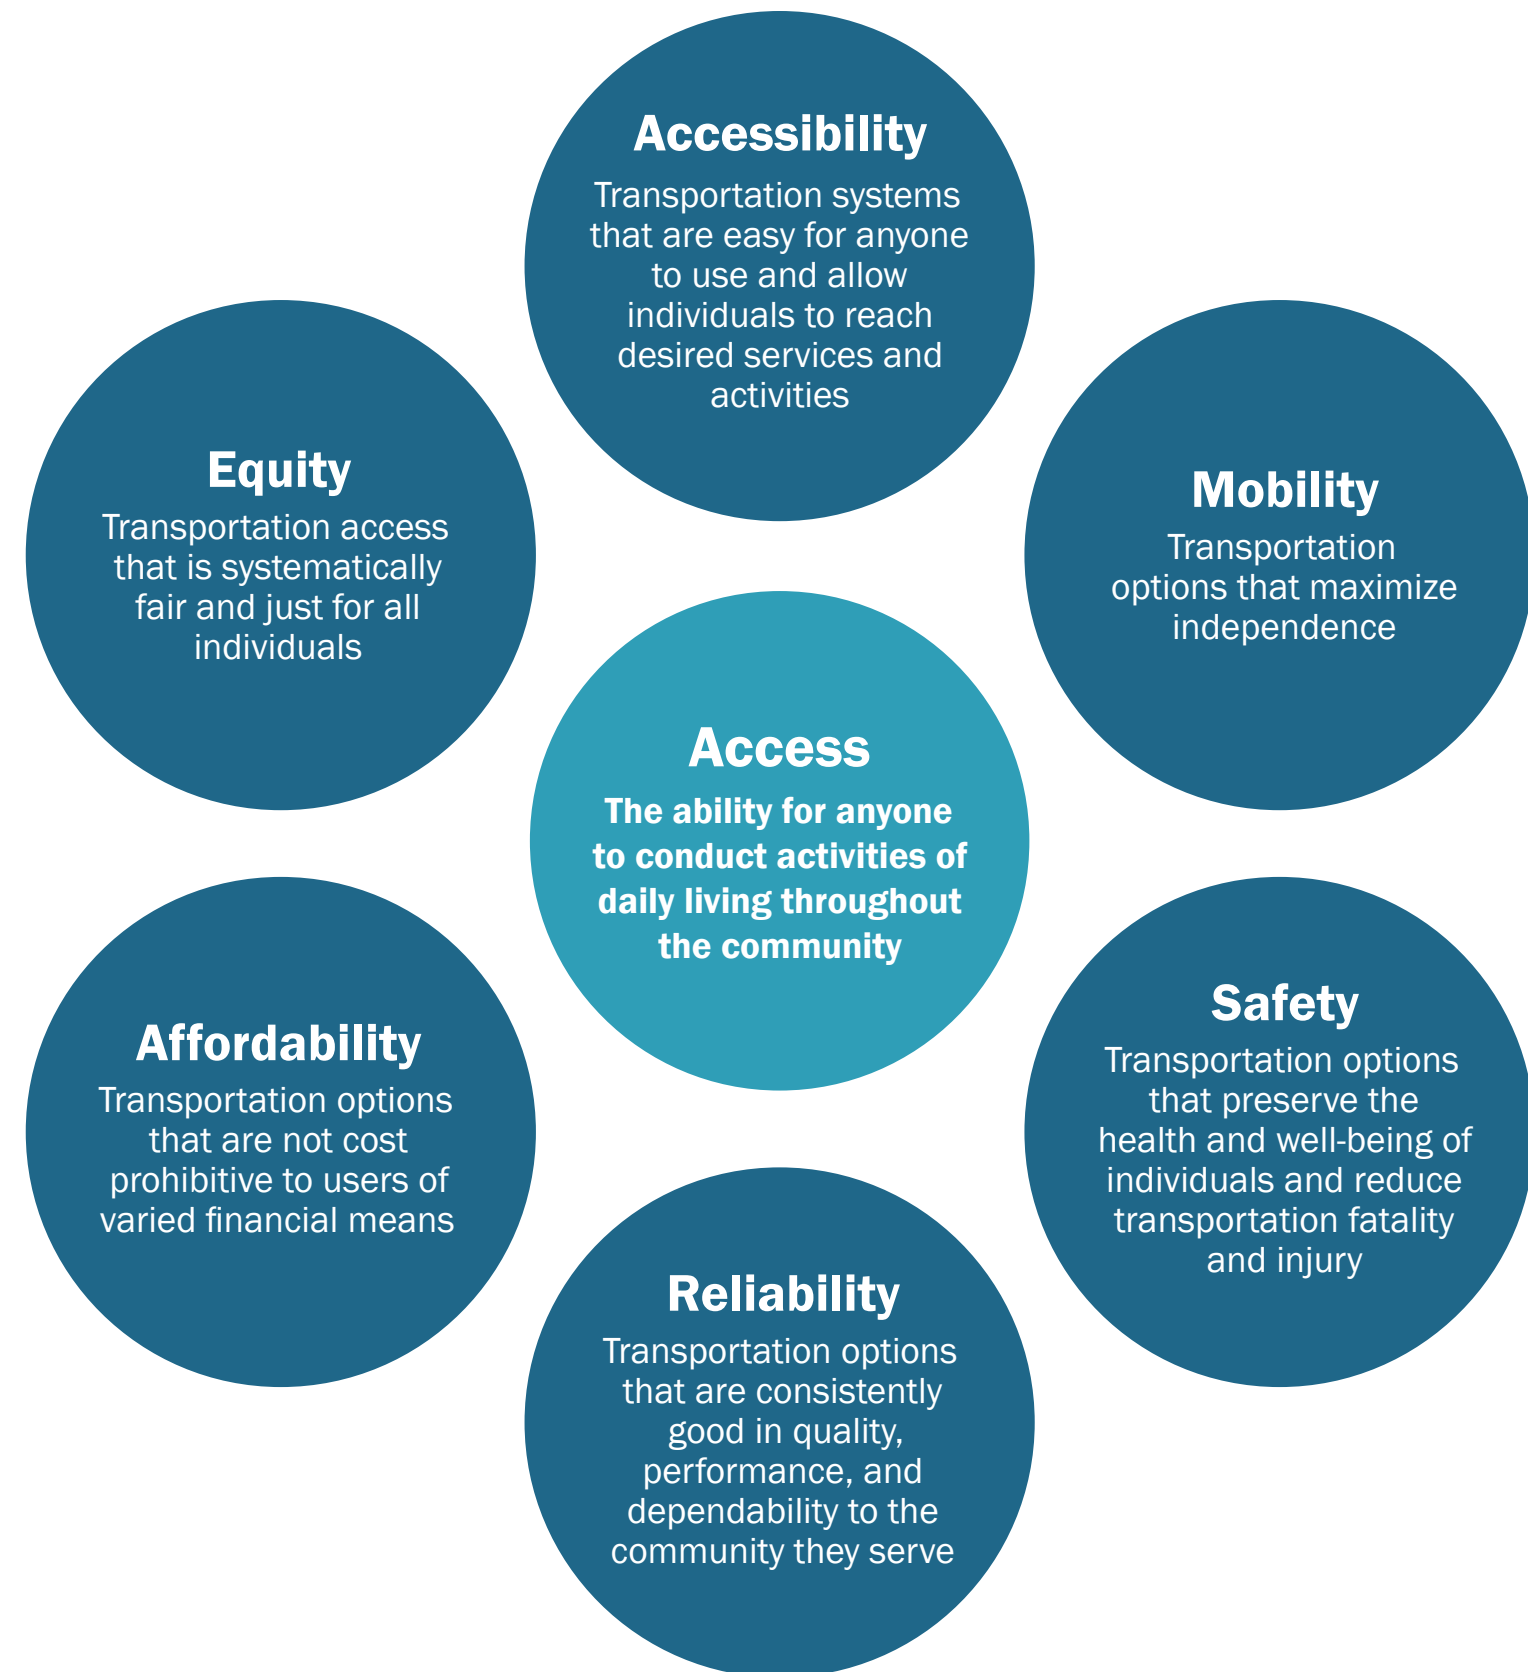 Accessibility
Transportation systems
that are easy for anyone
to use and allow
individuals to reach
desired services and
activities
Equity
Transportation access
that is systematically
fair and just for all
individuals
Mobility
Transportation
options that maximize
independence
Access
The ability for anyone
to conduct activities of
daily living throughout
the community
Affordability
Transportation options
that are not cost
prohibitive to users of
varied financial means
Safety
Transportation options
that preserve the
health and well-being of
individuals and reduce
transportation fatality
and injury
Reliability
Transportation options
that are consistently
good in quality,
performance, and
dependability to the
community they serve